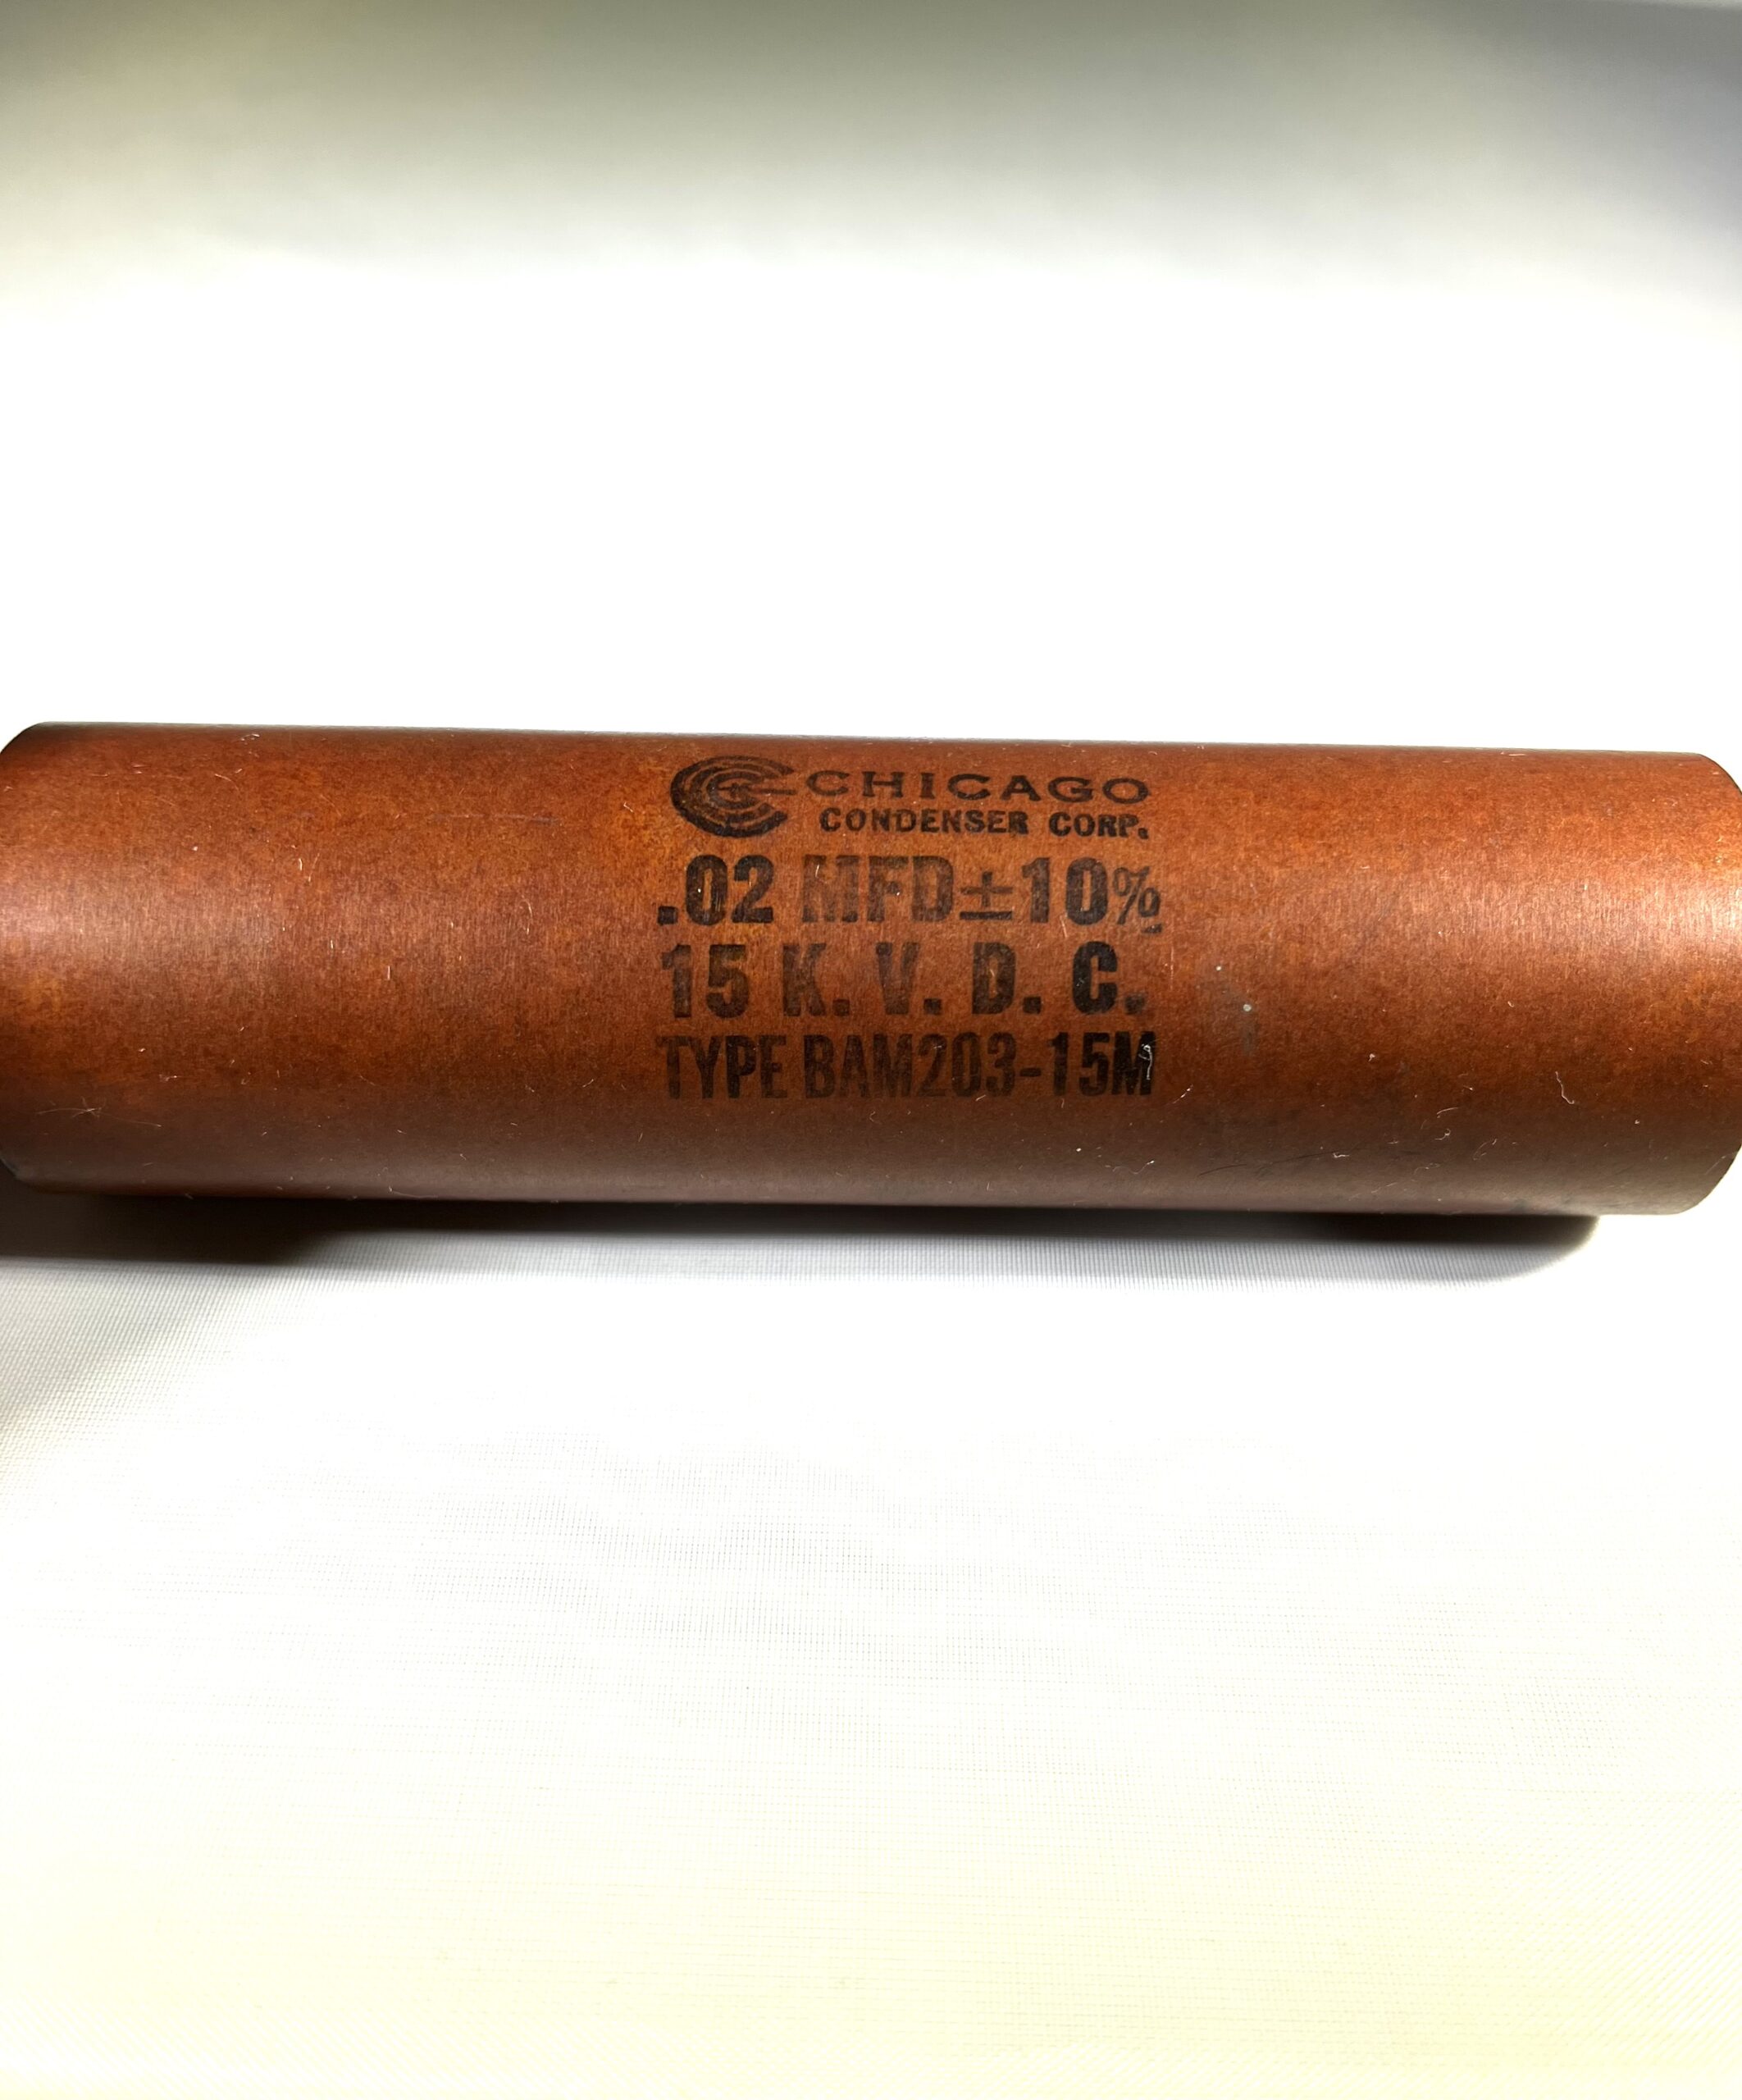 CHICAGO
CONDENSER CORP.
.02 MFD±10%
15 K. V. D. C.
TYPE BAM203-15M